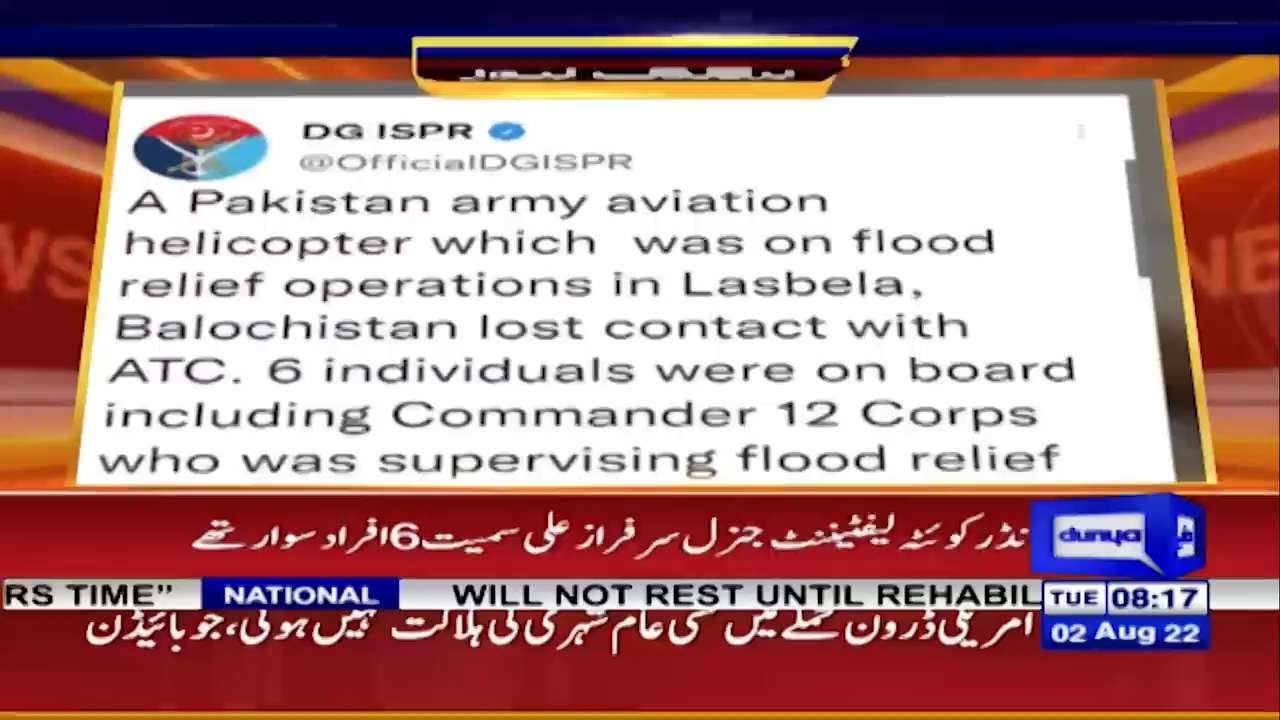 DG ISPR
@OfficialDGISPR
A Pakistan army aviation
helicopter which was on flood
relief operations in Lasbela,
Balochistan lost contact with
ATC. 6 individuals were on board
including Commander 12 Corps
who was supervising flood relief
نڈر کوئٹہ لیفٹیننٹ جنرل سرفراز علی سمیت 6 افراد سوار تھے
dunya
RS TIME” NATIONAL WILL NOT REST UNTIL REHABIL
TUE 08:17
امریکی ڈرون حملے میں کسی عام شہری کی ہلاکت نہیں ہوئی، جوبائیڈن
02 Aug 22